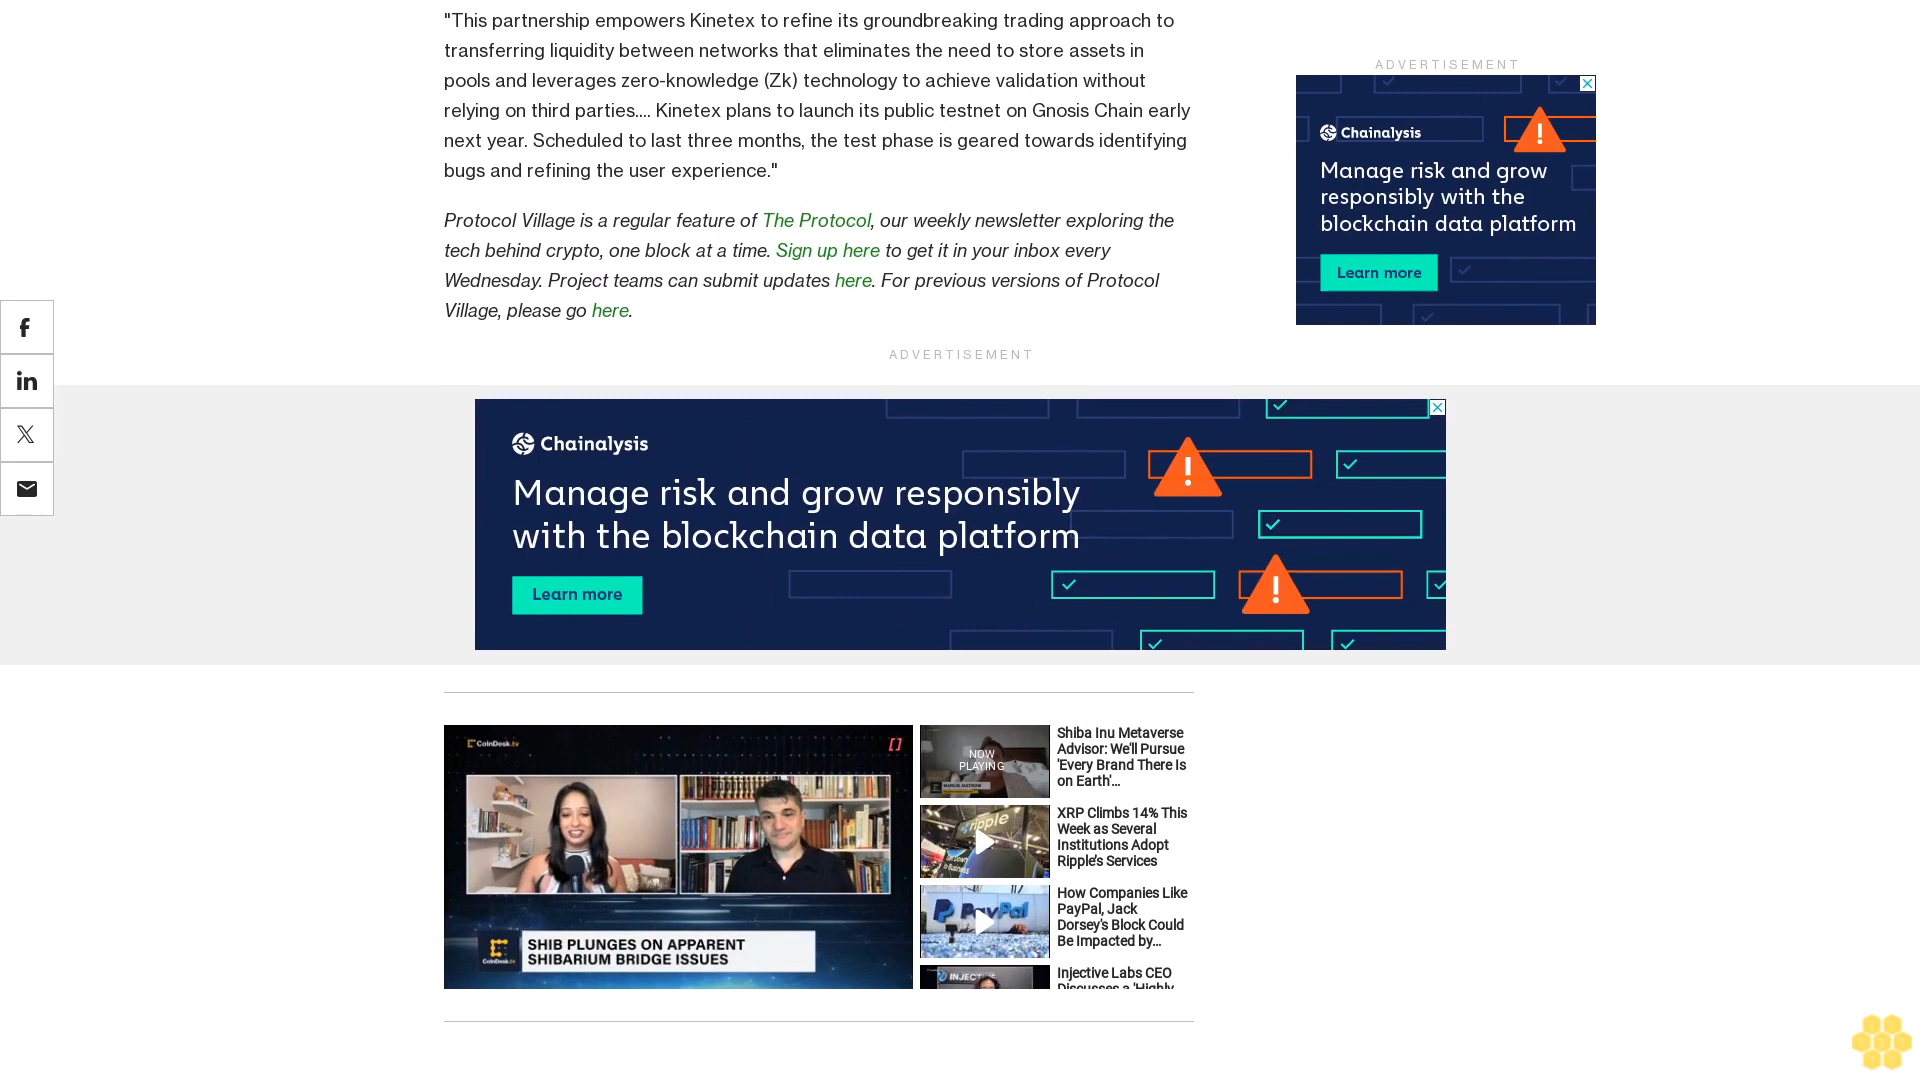 "This partnership empowers Kinetex to refine its groundbreaking trading approach to
transferring liquidity between networks that eliminates the need to store assets in
pools and leverages zero-knowledge (Zk) technology to achieve validation without
relying on third parties.... Kinetex plans to launch its public testnet on Gnosis Chain early
next year. Scheduled to last three months, the test phase is geared towards identifying
bugs and refining the user experience."
Protocol Village is a regular feature of The Protocol, our weekly newsletter exploring the
tech behind crypto, one block at a time. Sign up here to get it in your inbox every
Wednesday. Project teams can submit updates here. For previous versions of Protocol
Village, please go here.
ADVERTISEMENT
Chainalysis
Manage risk and grow
responsibly with the
blockchain data platform
Learn more
ADVERTISEMENT
Chainalysis
Manage risk and grow responsibly
with the blockchain data platform
Learn more
CoinDesk.tv
SHIB PLUNGES ON APPARENT
SHIBARIUM BRIDGE ISSUES
CoinDesk.tv
NOW
PLAYING
MARCIE JASTROW
Shiba Inu Metaverse
Advisor: We'll Pursue
'Every Brand There Is
on Earth'...
ripple
XRP Climbs 14% This
Week as Several
Institutions Adopt
Ripple's Services
PayPal
How Companies Like
PayPal, Jack
Dorsey's Block Could
Be Impacted by...
INJECTIVE
Injective Labs CEO
Discusses a 'Highly